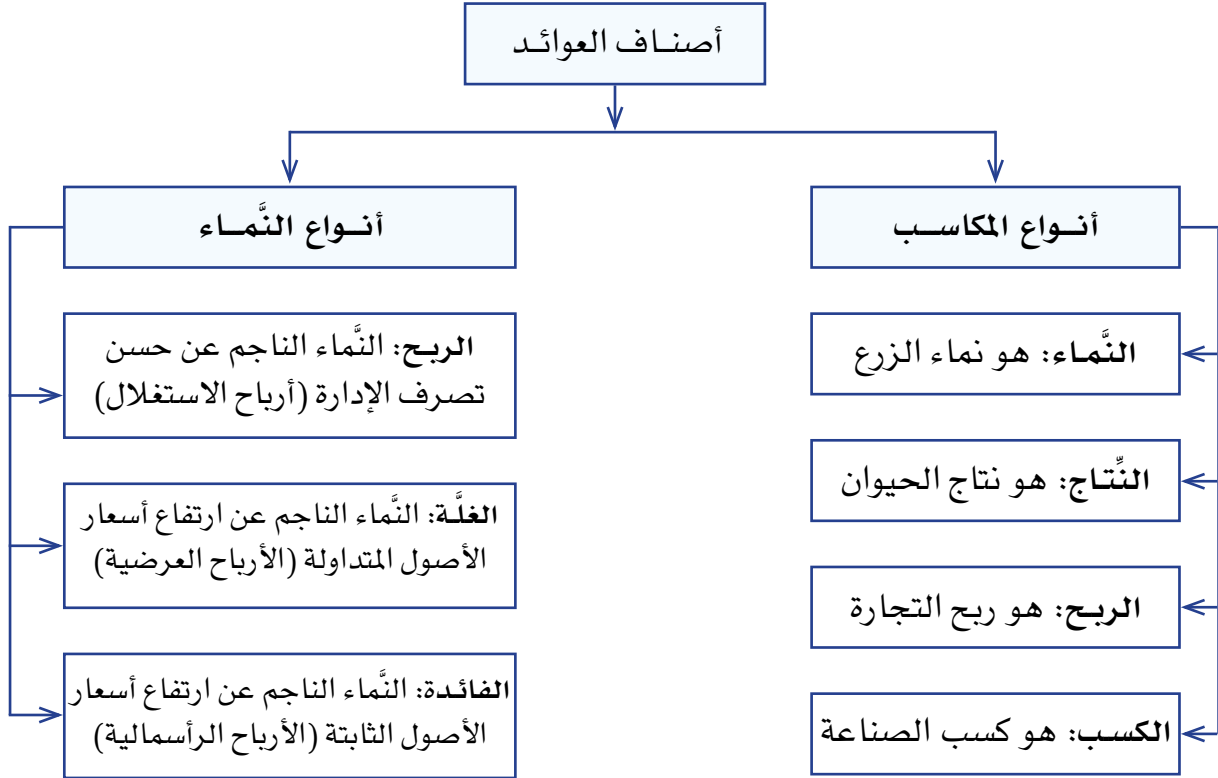 أصناف العوائد
أنواع المكاسب
النَّماء: هو نماء الزرع
النِّتاج: هو نتاج الحيوان
الربح: هو ربح التجارة
الكسب: هو كسب الصناعة
أنواع النَّماء
الربح: النَّماء الناجم عن حسن
تصرف الإدارة (أرباح الاستغلال)
الغلَّة: النَّماء الناجم عن ارتفاع أسعار
الأصول المتداولة (الأرباح العرضية)
الفائدة: النَّماء الناجم عن ارتفاع أسعار
الأصول الثابتة (الأرباح الرأسمالية)